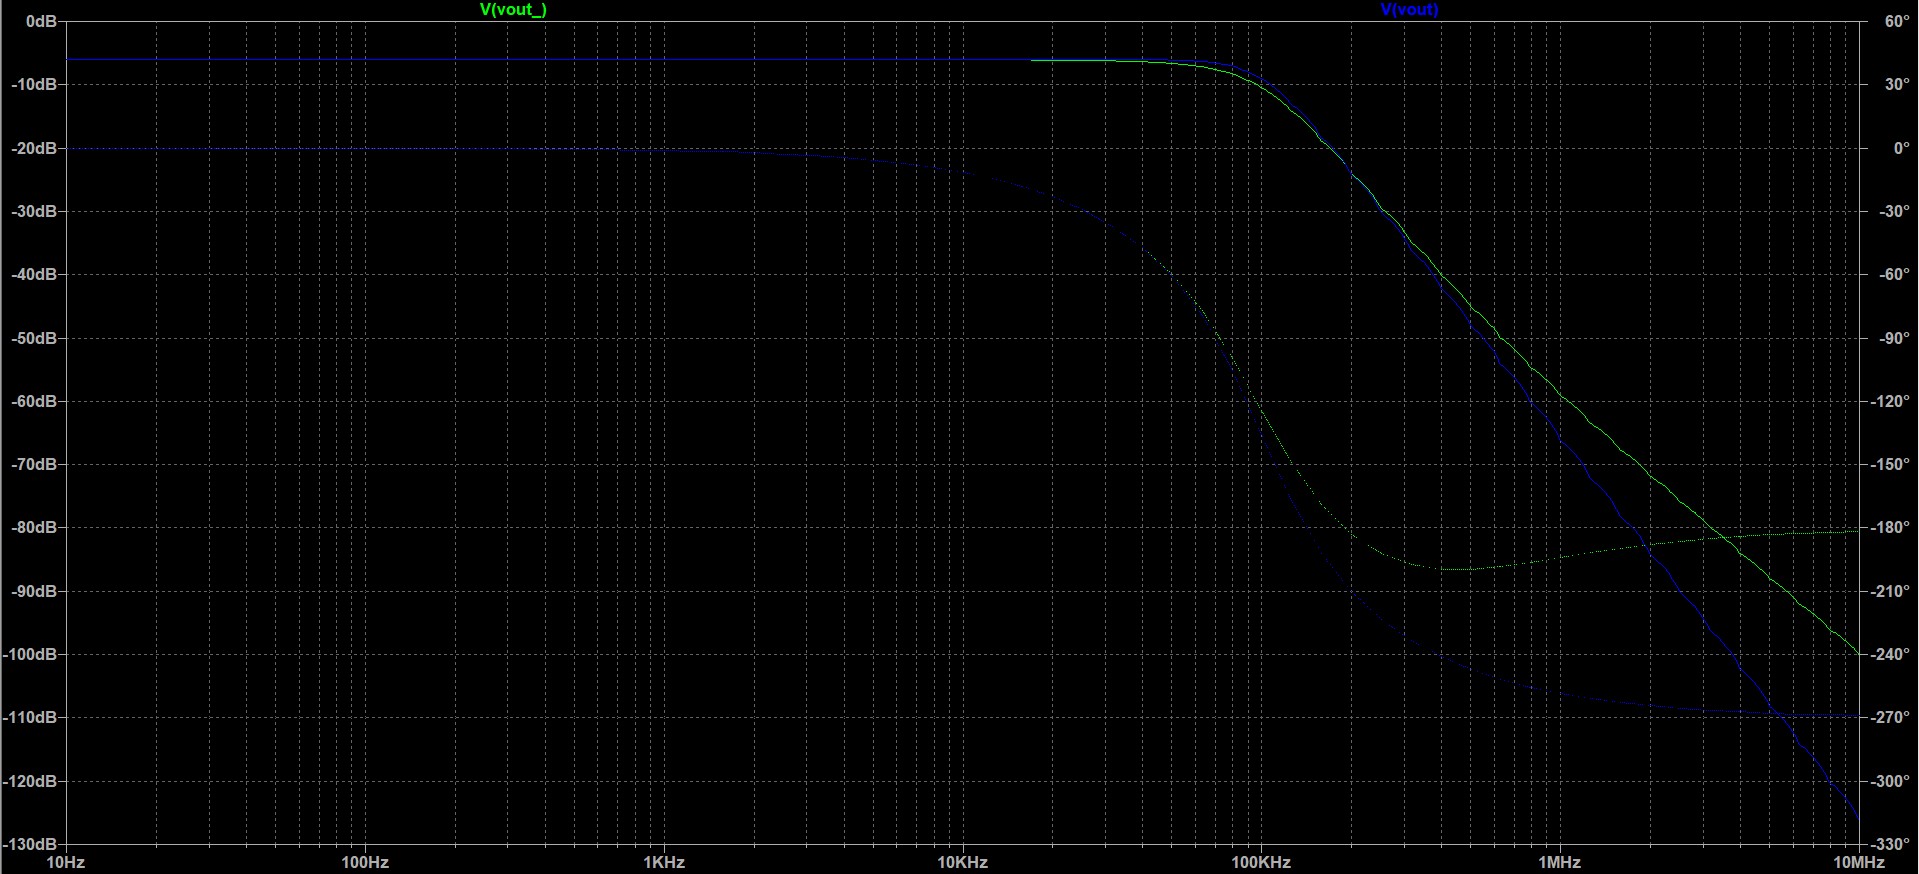 V(vout_) V(vout)
0dB 60°
-10dB 30°
-20dB 0°
-30dB -30°
-40dB -60°
-50dB -90°
-60dB -120°
-70dB -150°
-80dB -180°
-90dB -210°
-100dB -240°
-110dB -270°
-120dB -300°
-130dB -330°
10Hz 100Hz 1KHz 10KHz 100KHz 1MHz 10MHz